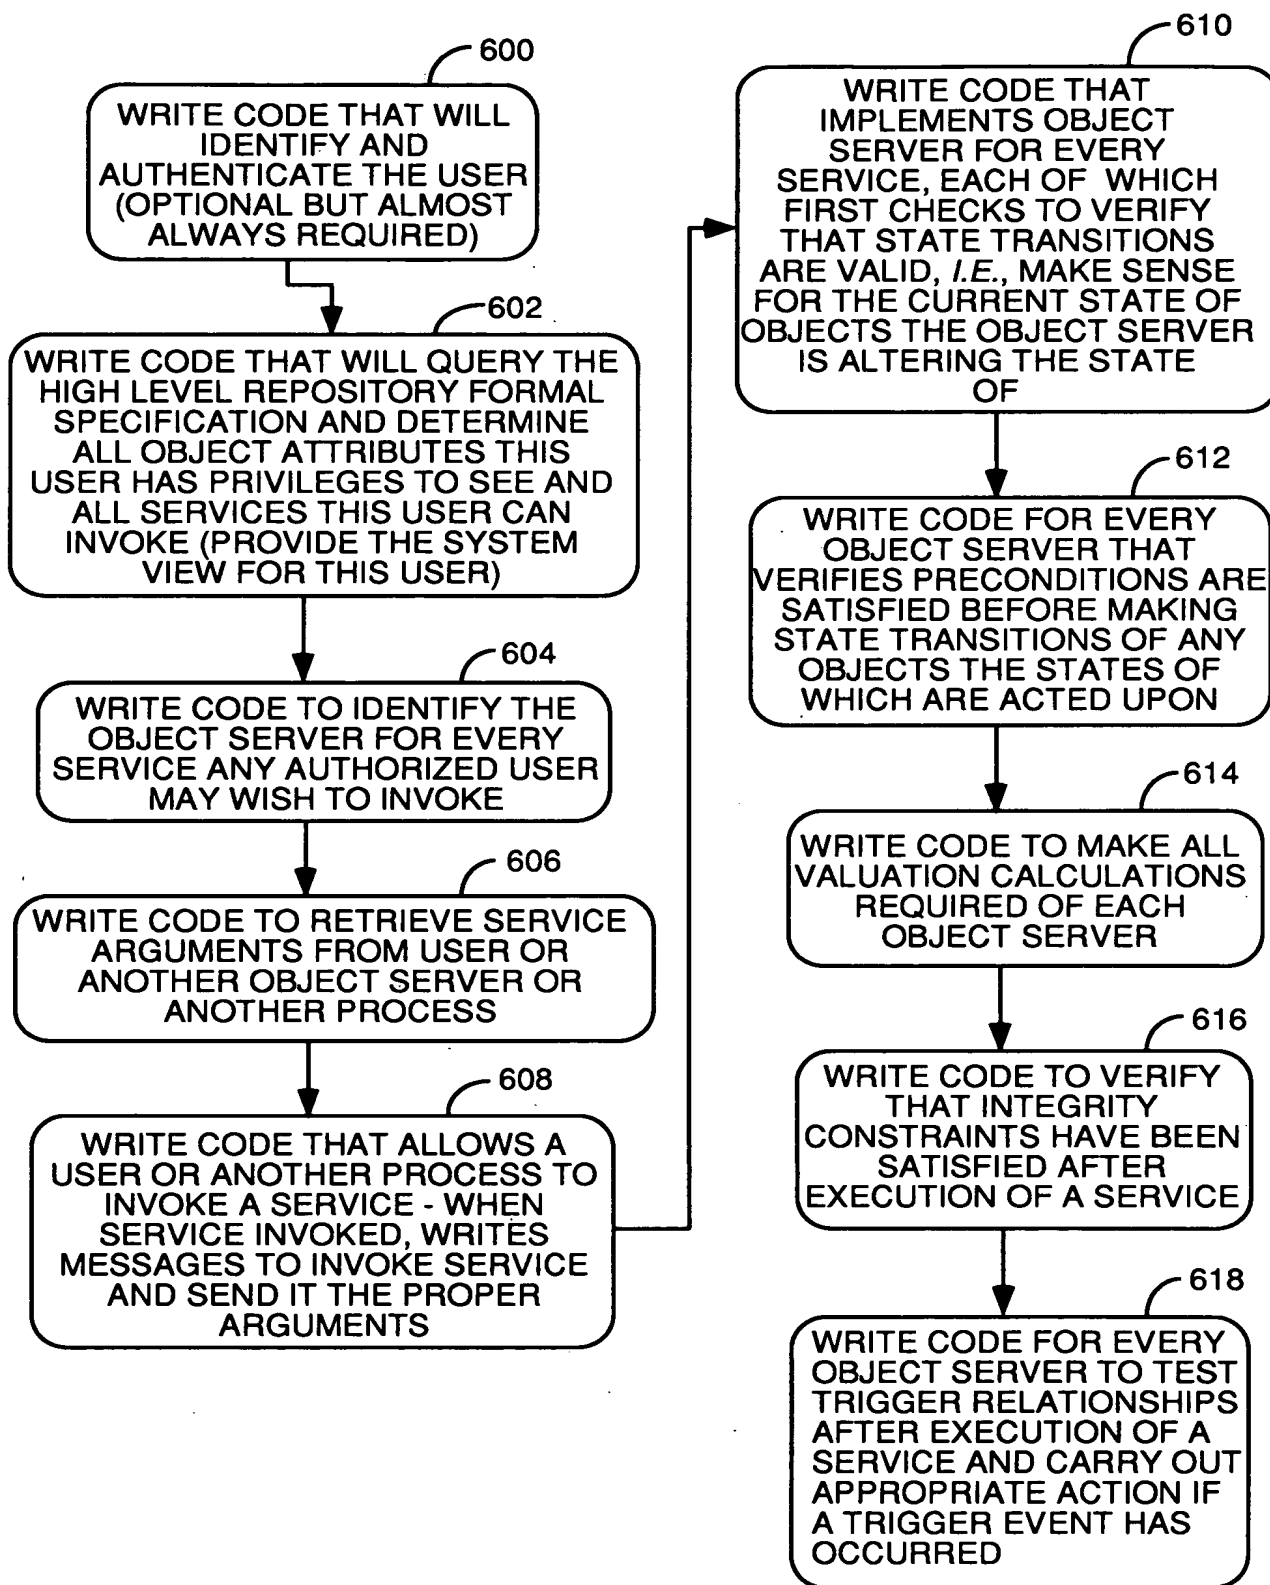 600
WRITE CODE THAT WILL
IDENTIFY AND
AUTHENTICATE THE USER
(OPTIONAL BUT ALMOST
ALWAYS REQUIRED)
602
WRITE CODE THAT WILL QUERY THE
HIGH LEVEL REPOSITORY FORMAL
SPECIFICATION AND DETERMINE
ALL OBJECT ATTRIBUTES THIS
USER HAS PRIVILEGES TO SEE AND
ALL SERVICES THIS USER CAN
INVOKE (PROVIDE THE SYSTEM
VIEW FOR THIS USER)
604
WRITE CODE TO IDENTIFY THE
OBJECT SERVER FOR EVERY
SERVICE ANY AUTHORIZED USER
MAY WISH TO INVOKE
606
WRITE CODE TO RETRIEVE SERVICE
ARGUMENTS FROM USER OR
ANOTHER OBJECT SERVER OR
ANOTHER PROCESS
608
WRITE CODE THAT ALLOWS A
USER OR ANOTHER PROCESS TO
INVOKE A SERVICE - WHEN
SERVICE INVOKED, WRITES
MESSAGES TO INVOKE SERVICE
AND SEND IT THE PROPER
ARGUMENTS
610
WRITE CODE THAT
IMPLEMENTS OBJECT
SERVER FOR EVERY
SERVICE, EACH OF WHICH
FIRST CHECKS TO VERIFY
THAT STATE TRANSITIONS
ARE VALID, I.E., MAKE SENSE
FOR THE CURRENT STATE OF
OBJECTS THE OBJECT SERVER
IS ALTERING THE STATE
OF
612
WRITE CODE FOR EVERY
OBJECT SERVER THAT
VERIFIES PRECONDITIONS ARE
SATISFIED BEFORE MAKING
STATE TRANSITIONS OF ANY
OBJECTS THE STATES OF
WHICH ARE ACTED UPON
614
WRITE CODE TO MAKE ALL
VALUATION CALCULATIONS
REQUIRED OF EACH
OBJECT SERVER
616
WRITE CODE TO VERIFY
THAT INTEGRITY
CONSTRAINTS HAVE BEEN
SATISFIED AFTER
EXECUTION OF A SERVICE
618
WRITE CODE FOR EVERY
OBJECT SERVER TO TEST
TRIGGER RELATIONSHIPS
AFTER EXECUTION OF A
SERVICE AND CARRY OUT
APPROPRIATE ACTION IF
A TRIGGER EVENT HAS
OCCURRED